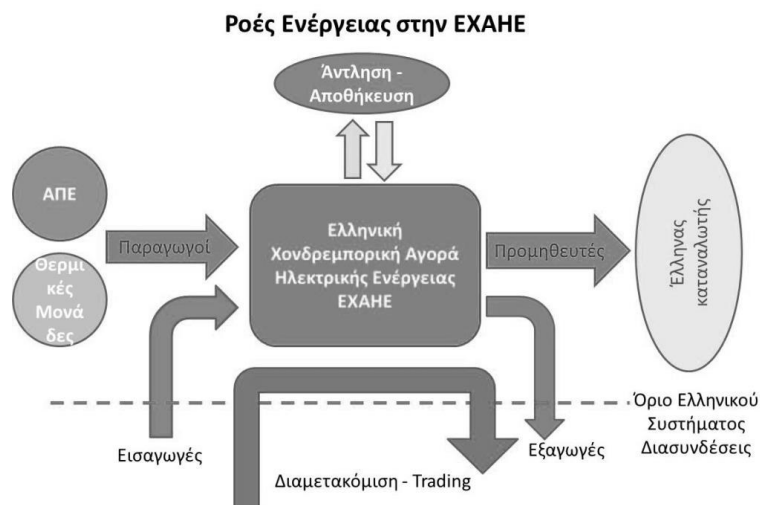 Ροές Ενέργειας στην ΕΧΑΗΕ
Άντληση -
Αποθήκευση
ΑΠΕ
Θερμι
κές
Μονά
δες
Παραγωγοί
Ελληνική
Χονδρεμπορική Αγορά
Ηλεκτρικής Ενέργειας
ΕΧΑΗΕ
Προμηθευτές
Έλληνας
καταναλωτής
Εισαγωγές
Διαμετακόμιση - Trading
Εξαγωγές
Όριο Ελληνικού
Συστήματος
Διασυνδέσεις